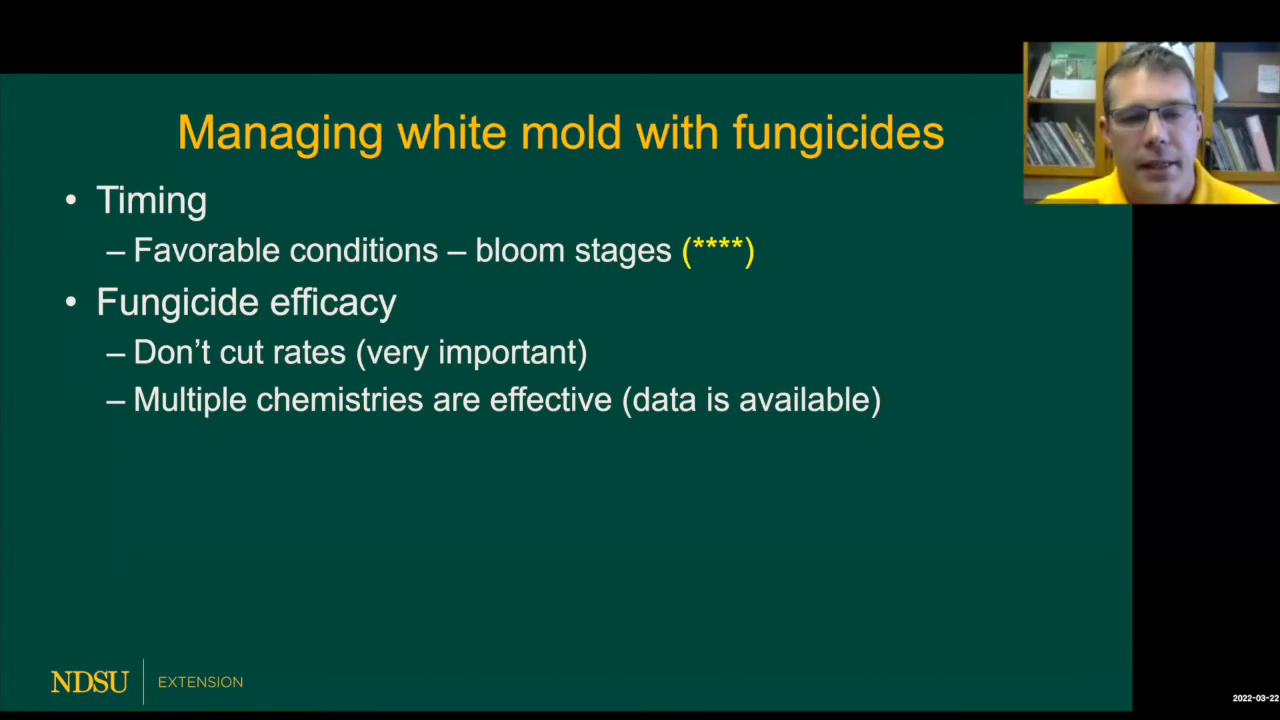 Managing white mold with fungicides
• Timing
– Favorable conditions – bloom stages (****)
• Fungicide efficacy
– Don’t cut rates (very important)
– Multiple chemistries are effective (data is available)
NDSU EXTENSION
2022-03-22